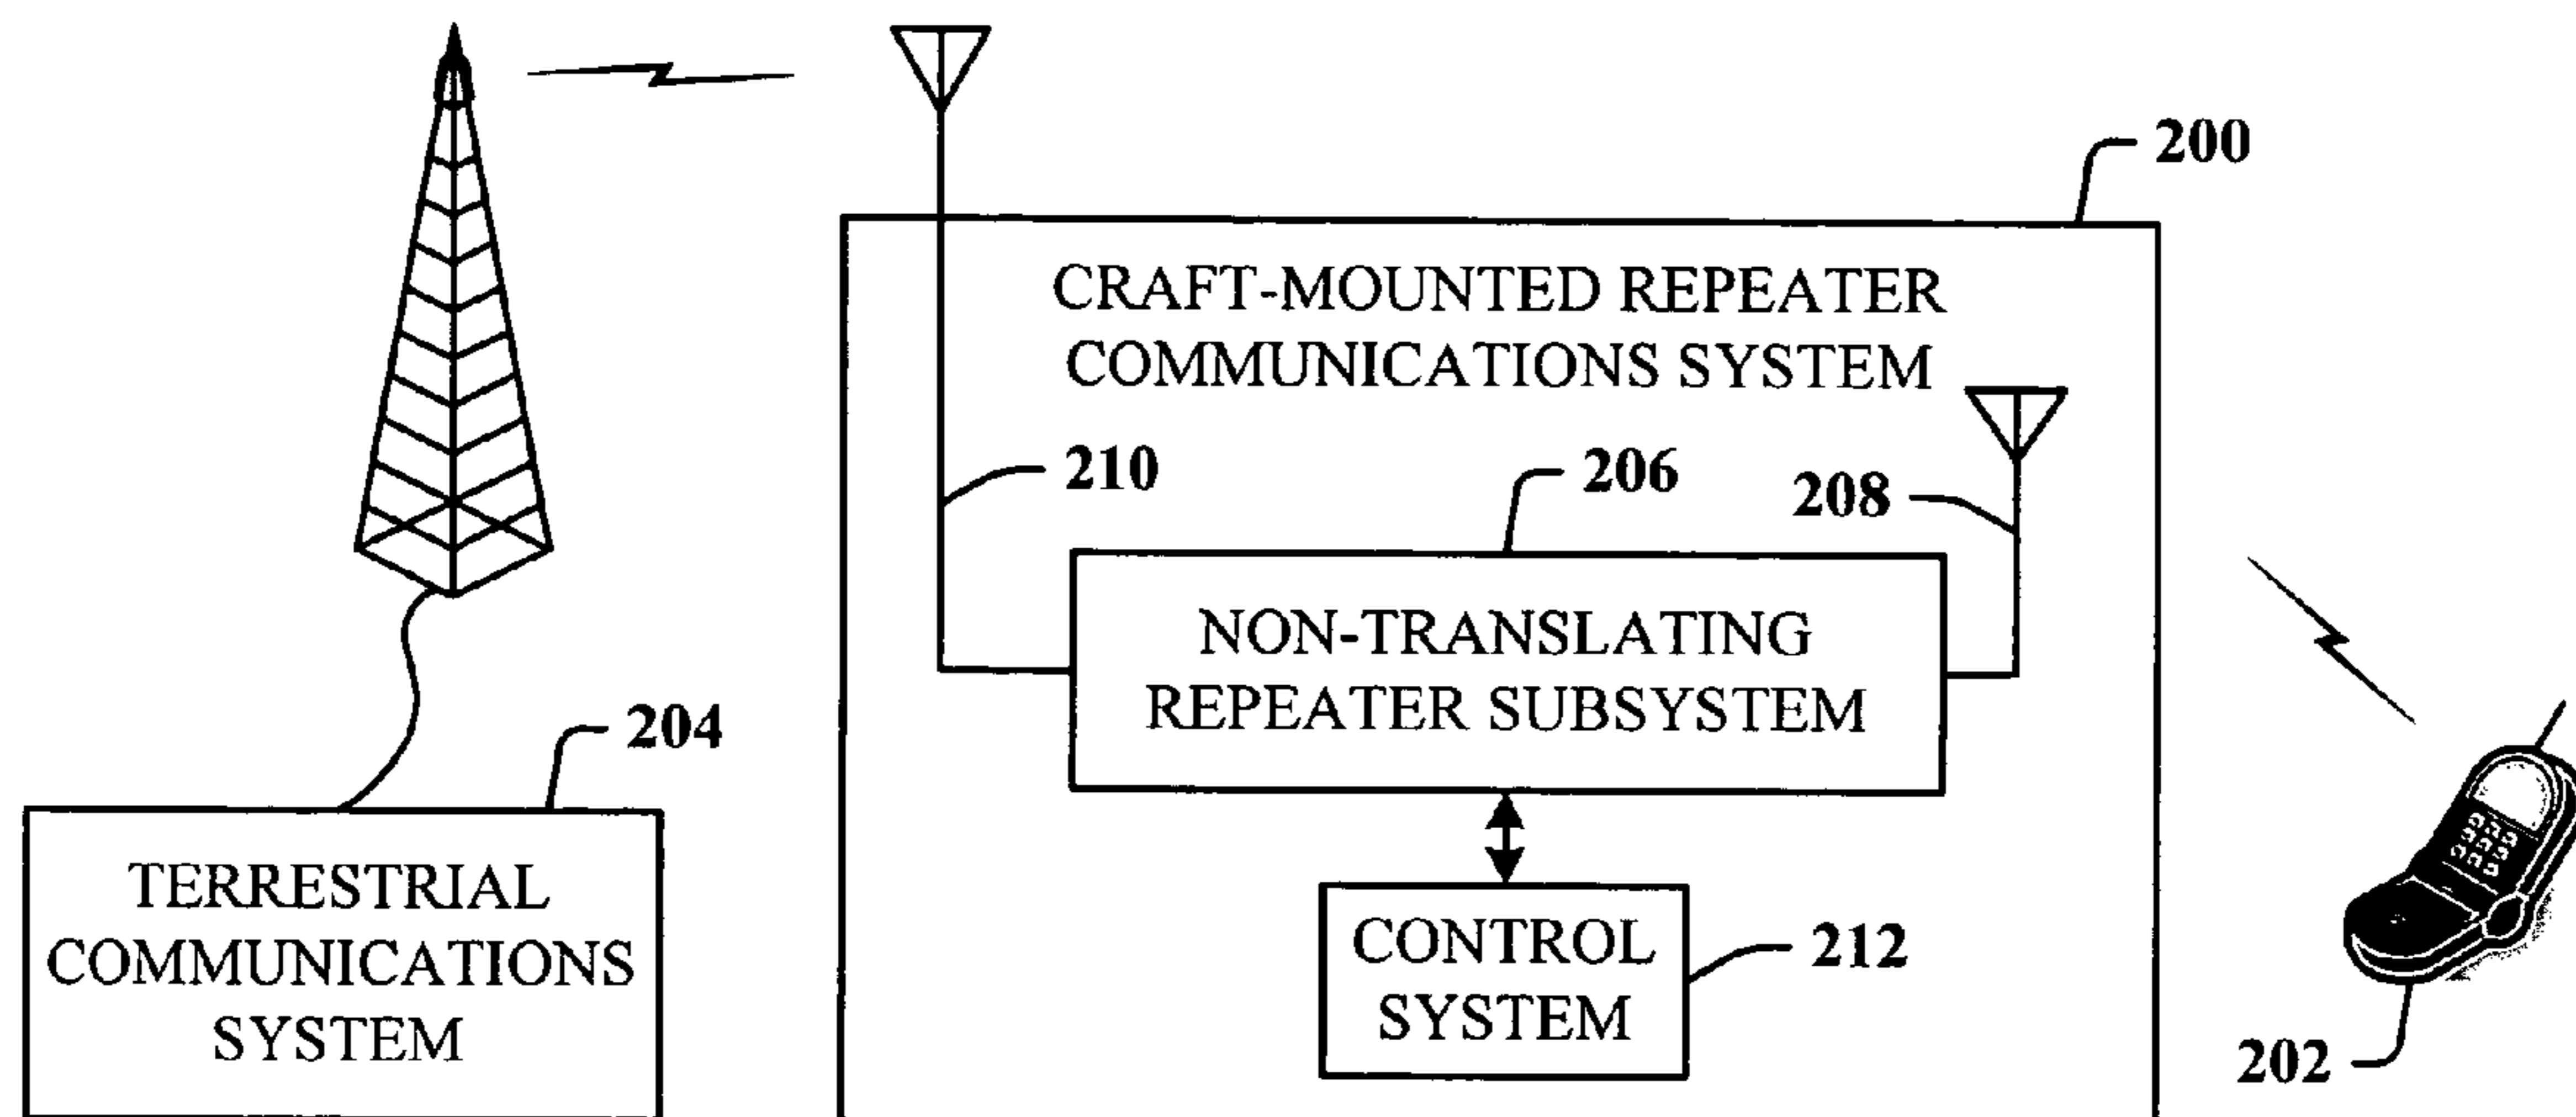 200
CRAFT-MOUNTED REPEATER
COMMUNICATIONS SYSTEM
210
206
208
NON-TRANSLATING
REPEATER SUBSYSTEM
204
TERRESTRIAL
COMMUNICATIONS
SYSTEM
CONTROL
SYSTEM
212
202